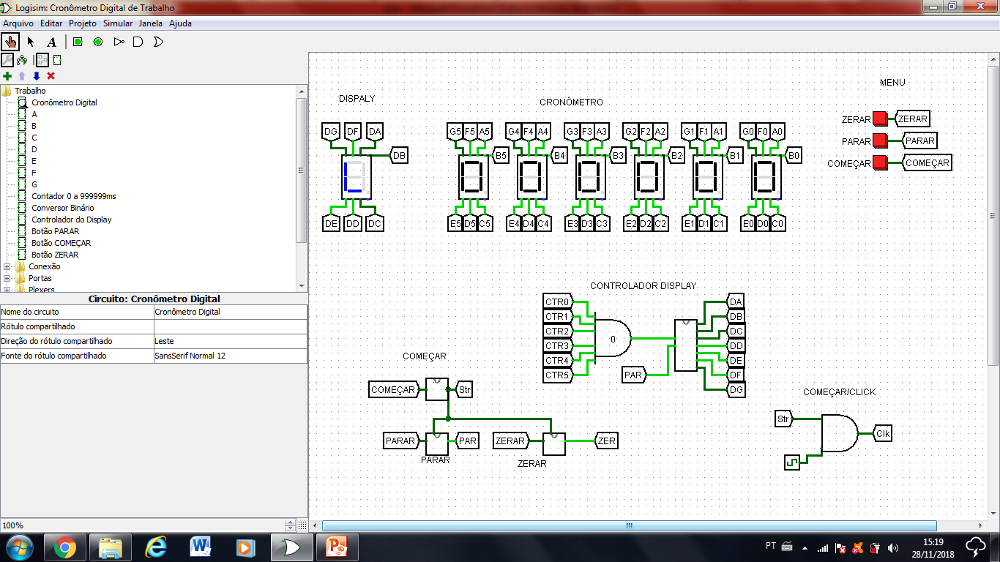 Logisim: Cronômetro Digital de Trabalho
Arquivo Editar Projeto Simular Janela Ajuda
A
Trabalho
Cronômetro Digital
A
B
C
D
E
F
G
Contador 0 a 999999ms
Conversor Binário
Controlador do Display
Botão PARAR
Botão COMEÇAR
Botão ZERAR
Conexão
Portas
Plexers
Circuito: Cronômetro Digital
Nome do circuito Cronômetro Digital
Rótulo compartilhado
Direção do rótulo compartilhado Leste
Fonte do rótulo compartilhado SansSerif Normal 12
100%
DISPALY
DG DF DA
DB
DE DD DC
CRONÔMETRO
G5 F5 A5 G4 F4 A4 G3 F3 A3 G2 F2 A2 G1 F1 A1 G0 F0 A0
B5 B4 B3 B2 B1 B0
E5 D5 C5 E4 D4 C4 E3 D3 C3 E2 D2 C2 E1 D1 C1 E0 D0 C0
MENU
ZERAR ZERAR
PARAR PARAR
COMEÇAR COMEÇAR
CONTROLADOR DISPLAY
CTR0 DA
CTR1 DB
CTR2 DC
CTR3 0 DD
CTR4 DE
CTR5 PAR DF
DG
COMEÇAR
COMEÇAR Str
PARAR PAR ZERAR ZER
PARAR ZERAR
COMEÇAR/CLICK
Str
Clk
PT 15:19
28/11/2018